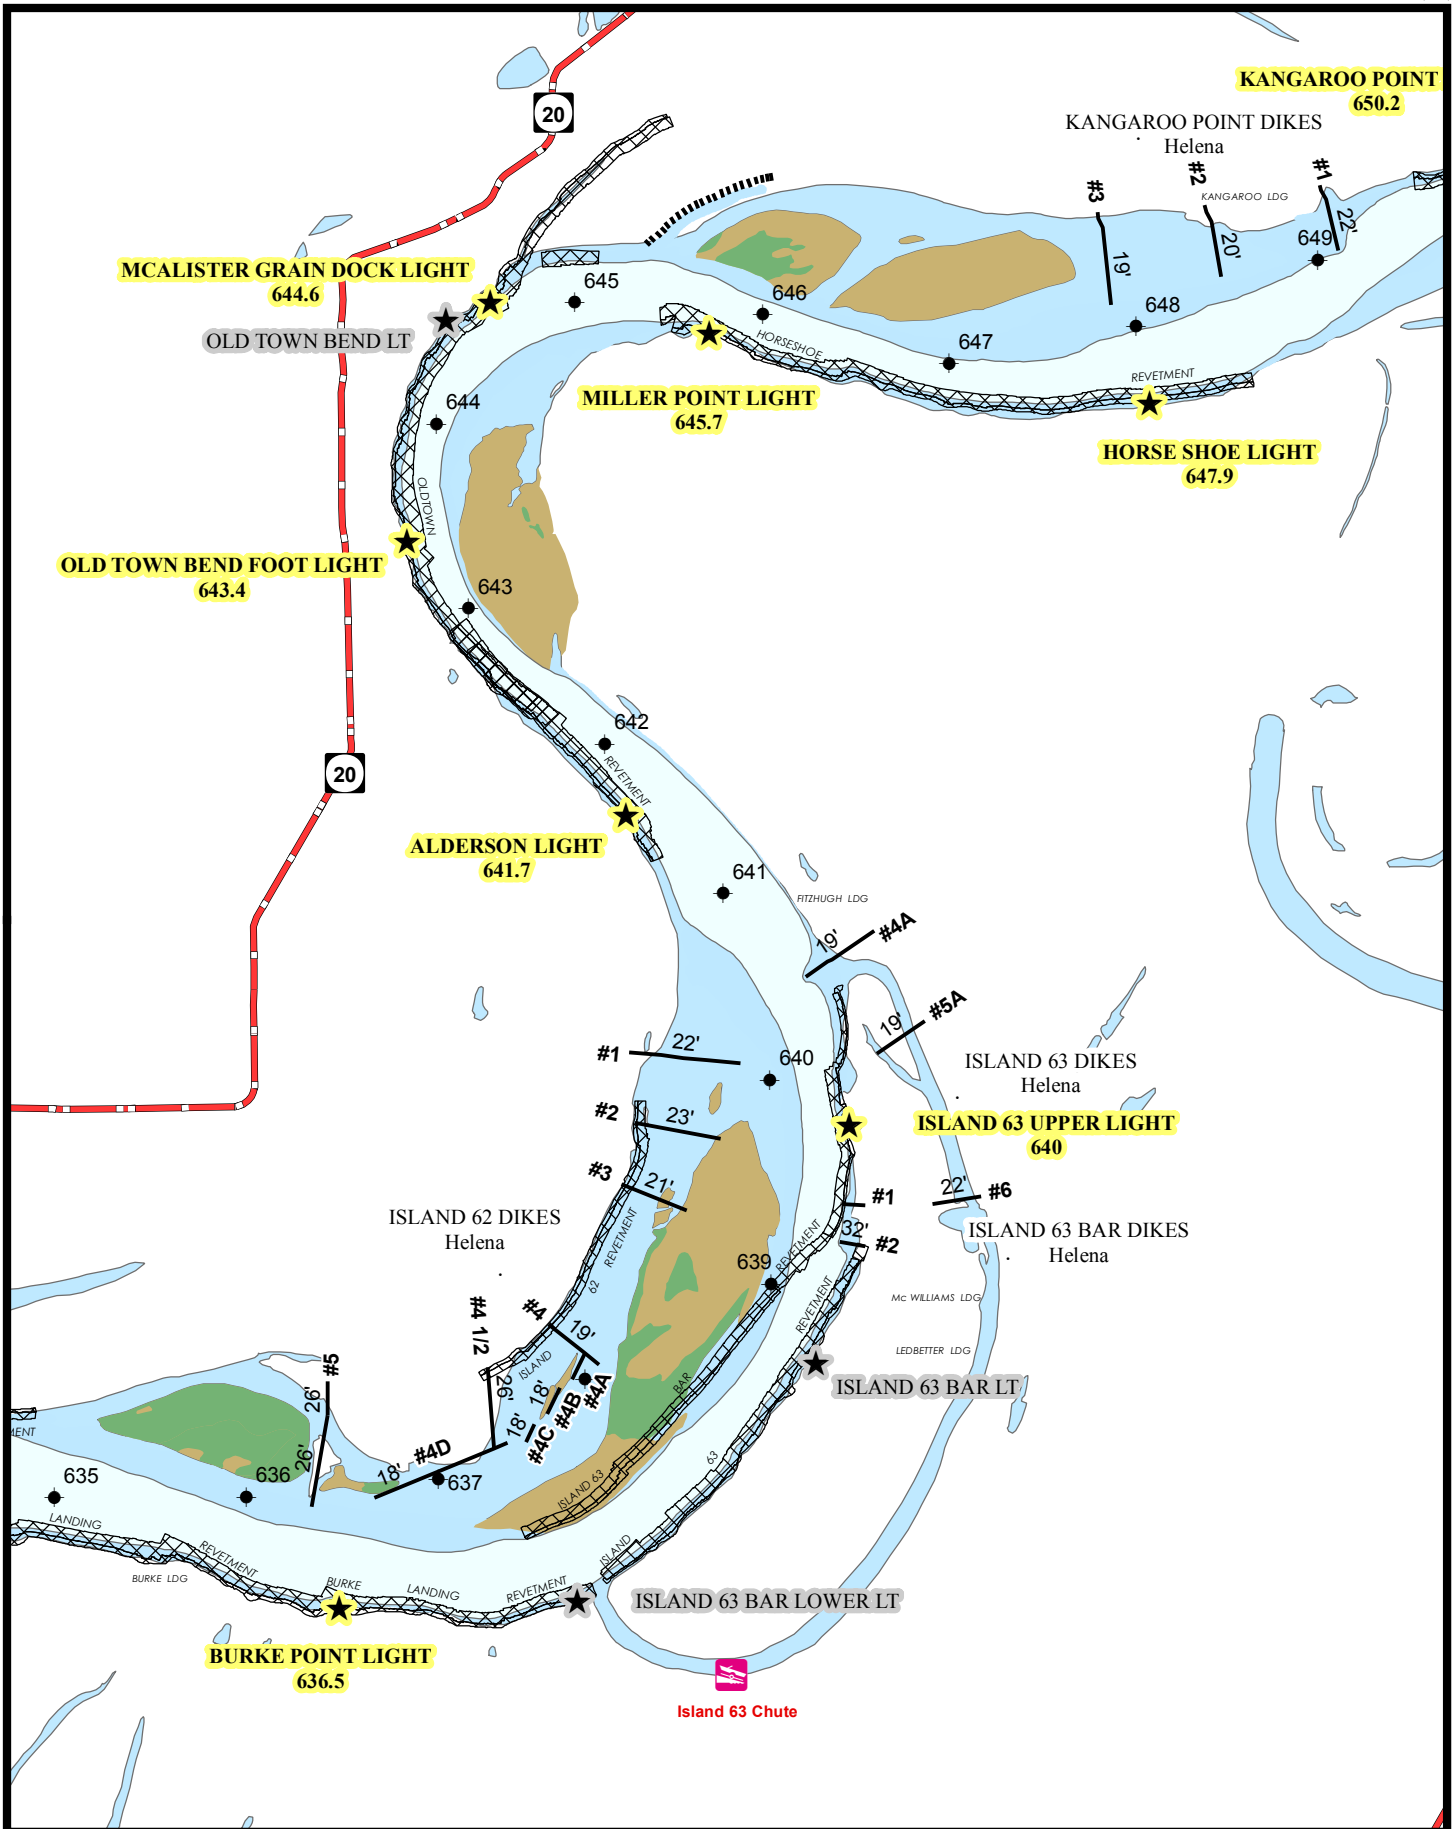 KANGAROO POINT
650.2
20
KANGAROO POINT DIKES
Helena
#1
#2
#3
KANGAROO LDG
22'
20'
19'
649
MCALISTER GRAIN DOCK LIGHT
644.6
645
646
648
OLD TOWN BEND LT
HORSESHOE
647
REVETMENT
MILLER POINT LIGHT
645.7
644
HORSE SHOE LIGHT
647.9
OLDTOWN
OLD TOWN BEND FOOT LIGHT
643.4
643
642
20
REVETMENT
ALDERSON LIGHT
641.7
641
FITZHUGH LDG
19'
#4A
19'
#5A
#1
22'
640
ISLAND 63 DIKES
Helena
#2
23'
ISLAND 63 UPPER LIGHT
640
#3
21'
22'
#6
#1
ISLAND 62 DIKES
Helena
REVETMENT
62
ISLAND
32'
#2
ISLAND 63 BAR DIKES
Helena
639
REVETMENT
REVETMENT
Mc WILLIAMS LDG
#4 1/2
#4
19'
LEDBETTER LDG
#5
26'
26'
26'
18'
18'
#4A
#4B
#4C
BAR
ISLAND 63 BAR LT
MENT
#4D
18'
637
63
635
636
ISLAND 63
LANDING
REVETMENT
BURKE LDG
BURKE
LANDING
REVETMENT
ISLAND
ISLAND 63 BAR LOWER LT
BURKE POINT LIGHT
636.5
Island 63 Chute